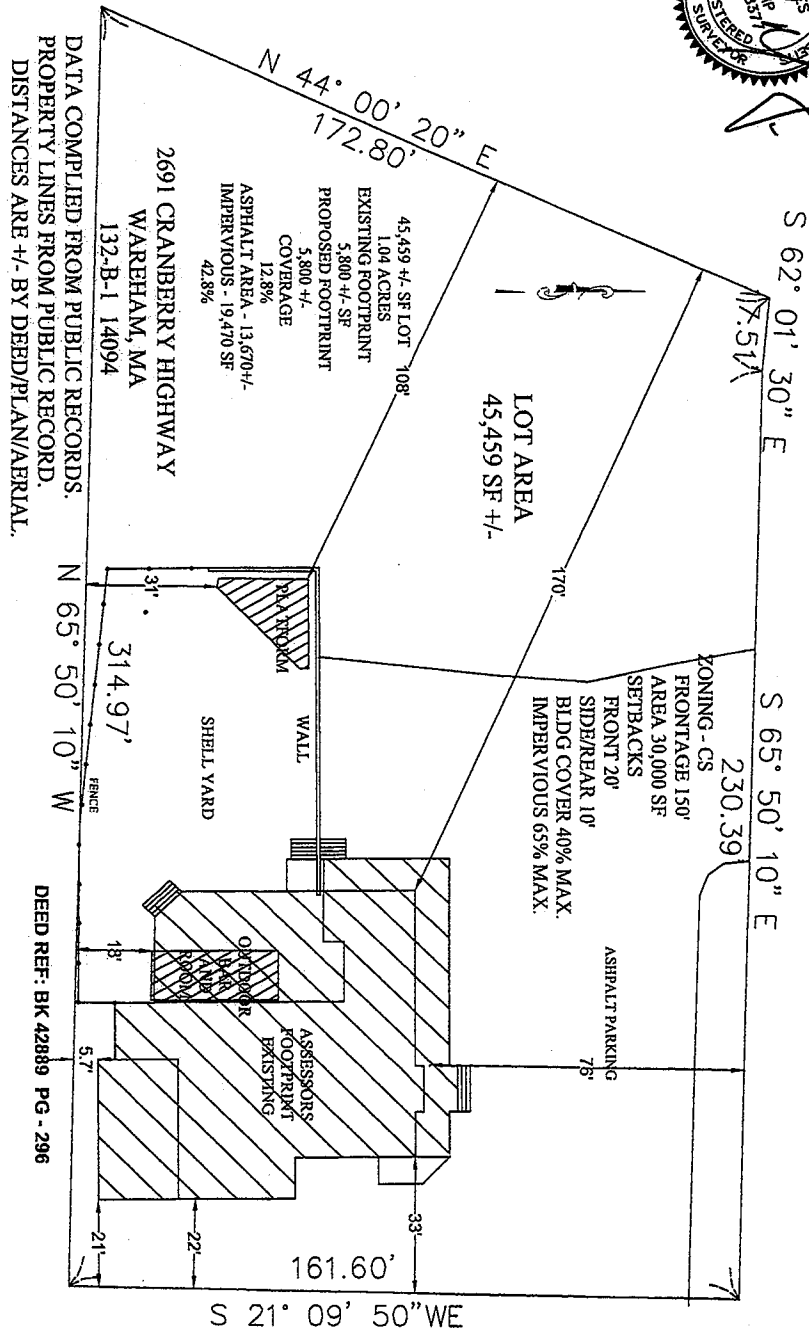 3377
STERED
SURVEYOR
S 62° 01' 30" E
17.51'
S 65° 50' 10" E
230.39'
N 44° 00' 20" E
172.80'
45,459 +/- SF LOT
1.04 ACRES
EXISTING FOOTPRINT
5,800 +/- SF
PROPOSED FOOTPRINT
5,800 +/-
COVERAGE
12.8%
ASPHALT AREA - 13,670+/-
IMPERVIOUS - 19,470 SF
42.8%
108'
170'
LOT AREA
45,459 SF +/-
ZONING - CS
FRONTAGE 150'
AREA 30,000 SF
SETBACKS
FRONT 20'
SIDE/REAR 10'
BLDG COVER 40% MAX.
IMPERVIOUS 65% MAX.
ASHPALT PARKING
76'
2691 CRANBERRY HIGHWAY
WAREHAM, MA
132-B-1 14094
PLATFORM
31'
WALL
SHELL YARD
FENCE
OUTDOOR
BAR
AND
ROOF
18'
ASSESSORS
FOOTPRINT
EXISTING
5.7'
33'
22'
21'
161.60'
S 21° 09' 50"WE
314.97'
N 65° 50' 10" W
DATA COMPLIED FROM PUBLIC RECORDS.
PROPERTY LINES FROM PUBLIC RECORD.
DISTANCES ARE +/- BY DEED/PLAN/AERIAL.
DEED REF: BK 42889 PG - 296